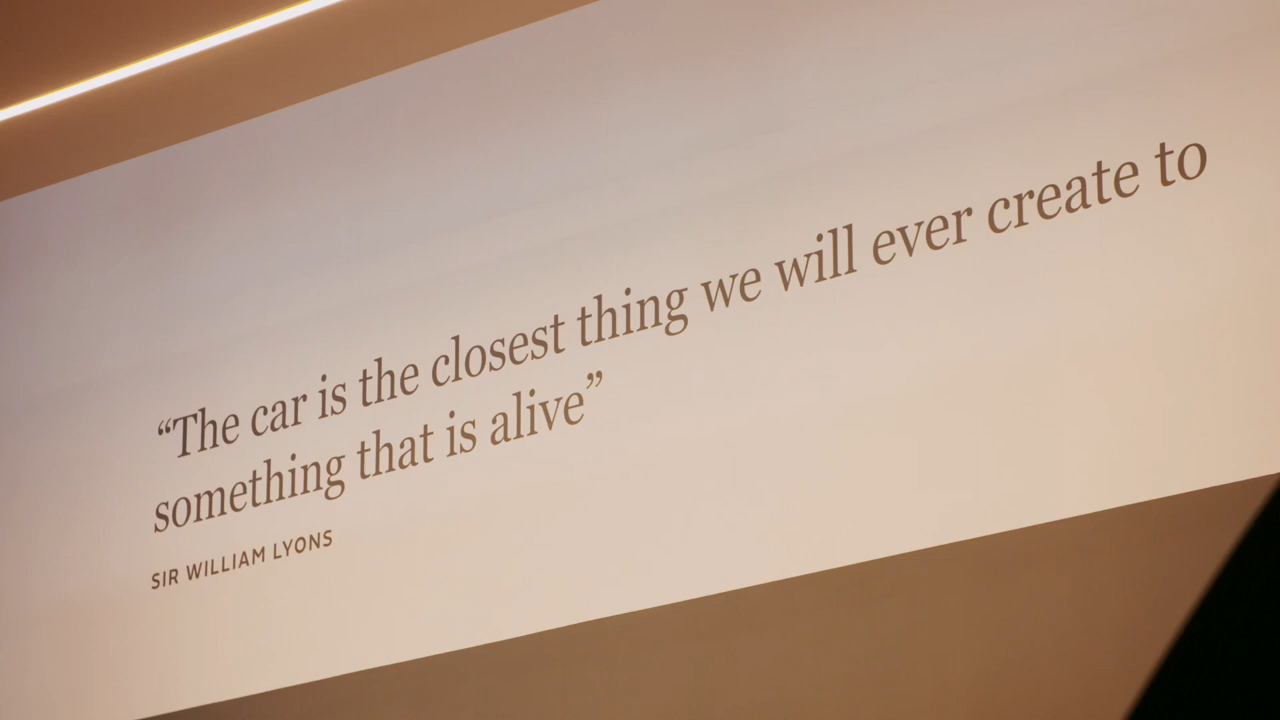 “The car is the closest thing we will ever create to
something that is alive”
SIR WILLIAM LYONS